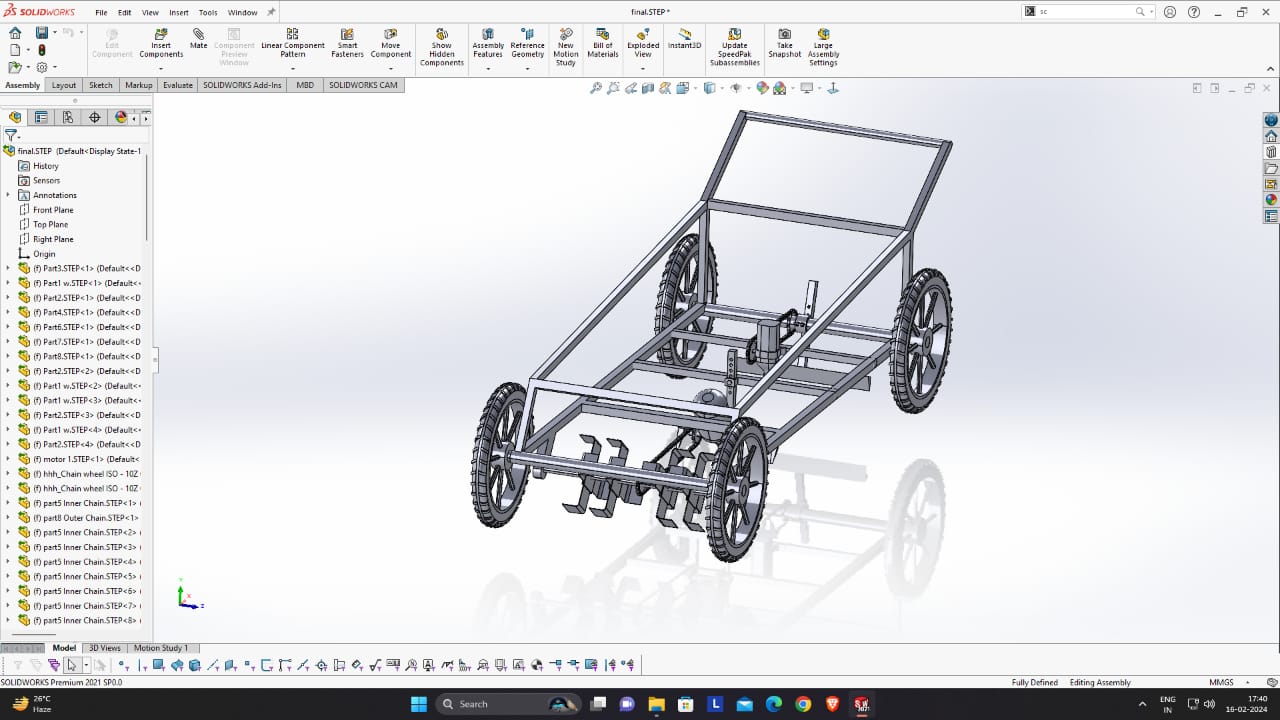 SOLIDWORKS File Edit View Insert Tools Window final.STEP * sc
Edit Component
Insert Components
Mate
Component Preview Window
Linear Component Pattern
Smart Fasteners
Move Component
Show Hidden Components
Assembly Features
Reference Geometry
New Motion Study
Bill of Materials
Exploded View
Instant3D
Update SpeedPak Subassemblies
Take Snapshot
Large Assembly Settings
Assembly Layout Sketch Markup Evaluate SOLIDWORKS Add-Ins MBD SOLIDWORKS CAM
final.STEP (Default<Display State-1
History
Sensors
Annotations
Front Plane
Top Plane
Right Plane
Origin
(f) Part3.STEP<1> (Default<<D
(f) Part1 w.STEP<1> (Default<<
(f) Part2.STEP<1> (Default<<D
(f) Part4.STEP<1> (Default<<D
(f) Part6.STEP<1> (Default<<D
(f) Part7.STEP<1> (Default<<D
(f) Part8.STEP<1> (Default<<D
(f) Part2.STEP<2> (Default<<D
(f) Part1 w.STEP<2> (Default<<
(f) Part1 w.STEP<3> (Default<<
(f) Part2.STEP<3> (Default<<D
(f) Part1 w.STEP<4> (Default<<
(f) Part2.STEP<4> (Default<<D
(f) motor 1.STEP<1> (Default<
(f) hhh_Chain wheel ISO - 10Z
(f) hhh_Chain wheel ISO - 10Z
(f) part5 Inner Chain.STEP<1> (
(f) part8 Outer Chain.STEP<1>
(f) part5 Inner Chain.STEP<2> (
(f) part5 Inner Chain.STEP<3> (
(f) part5 Inner Chain.STEP<4> (
(f) part5 Inner Chain.STEP<5> (
(f) part5 Inner Chain.STEP<6> (
(f) part5 Inner Chain.STEP<7> (
(f) part5 Inner Chain.STEP<8> (
Y
X
Z
Model 3D Views Motion Study 1
SOLIDWORKS Premium 2021 SP0.0 Fully Defined Editing Assembly MMGS
26°C
Haze
Search
ENG
IN
17:40
16-02-2024